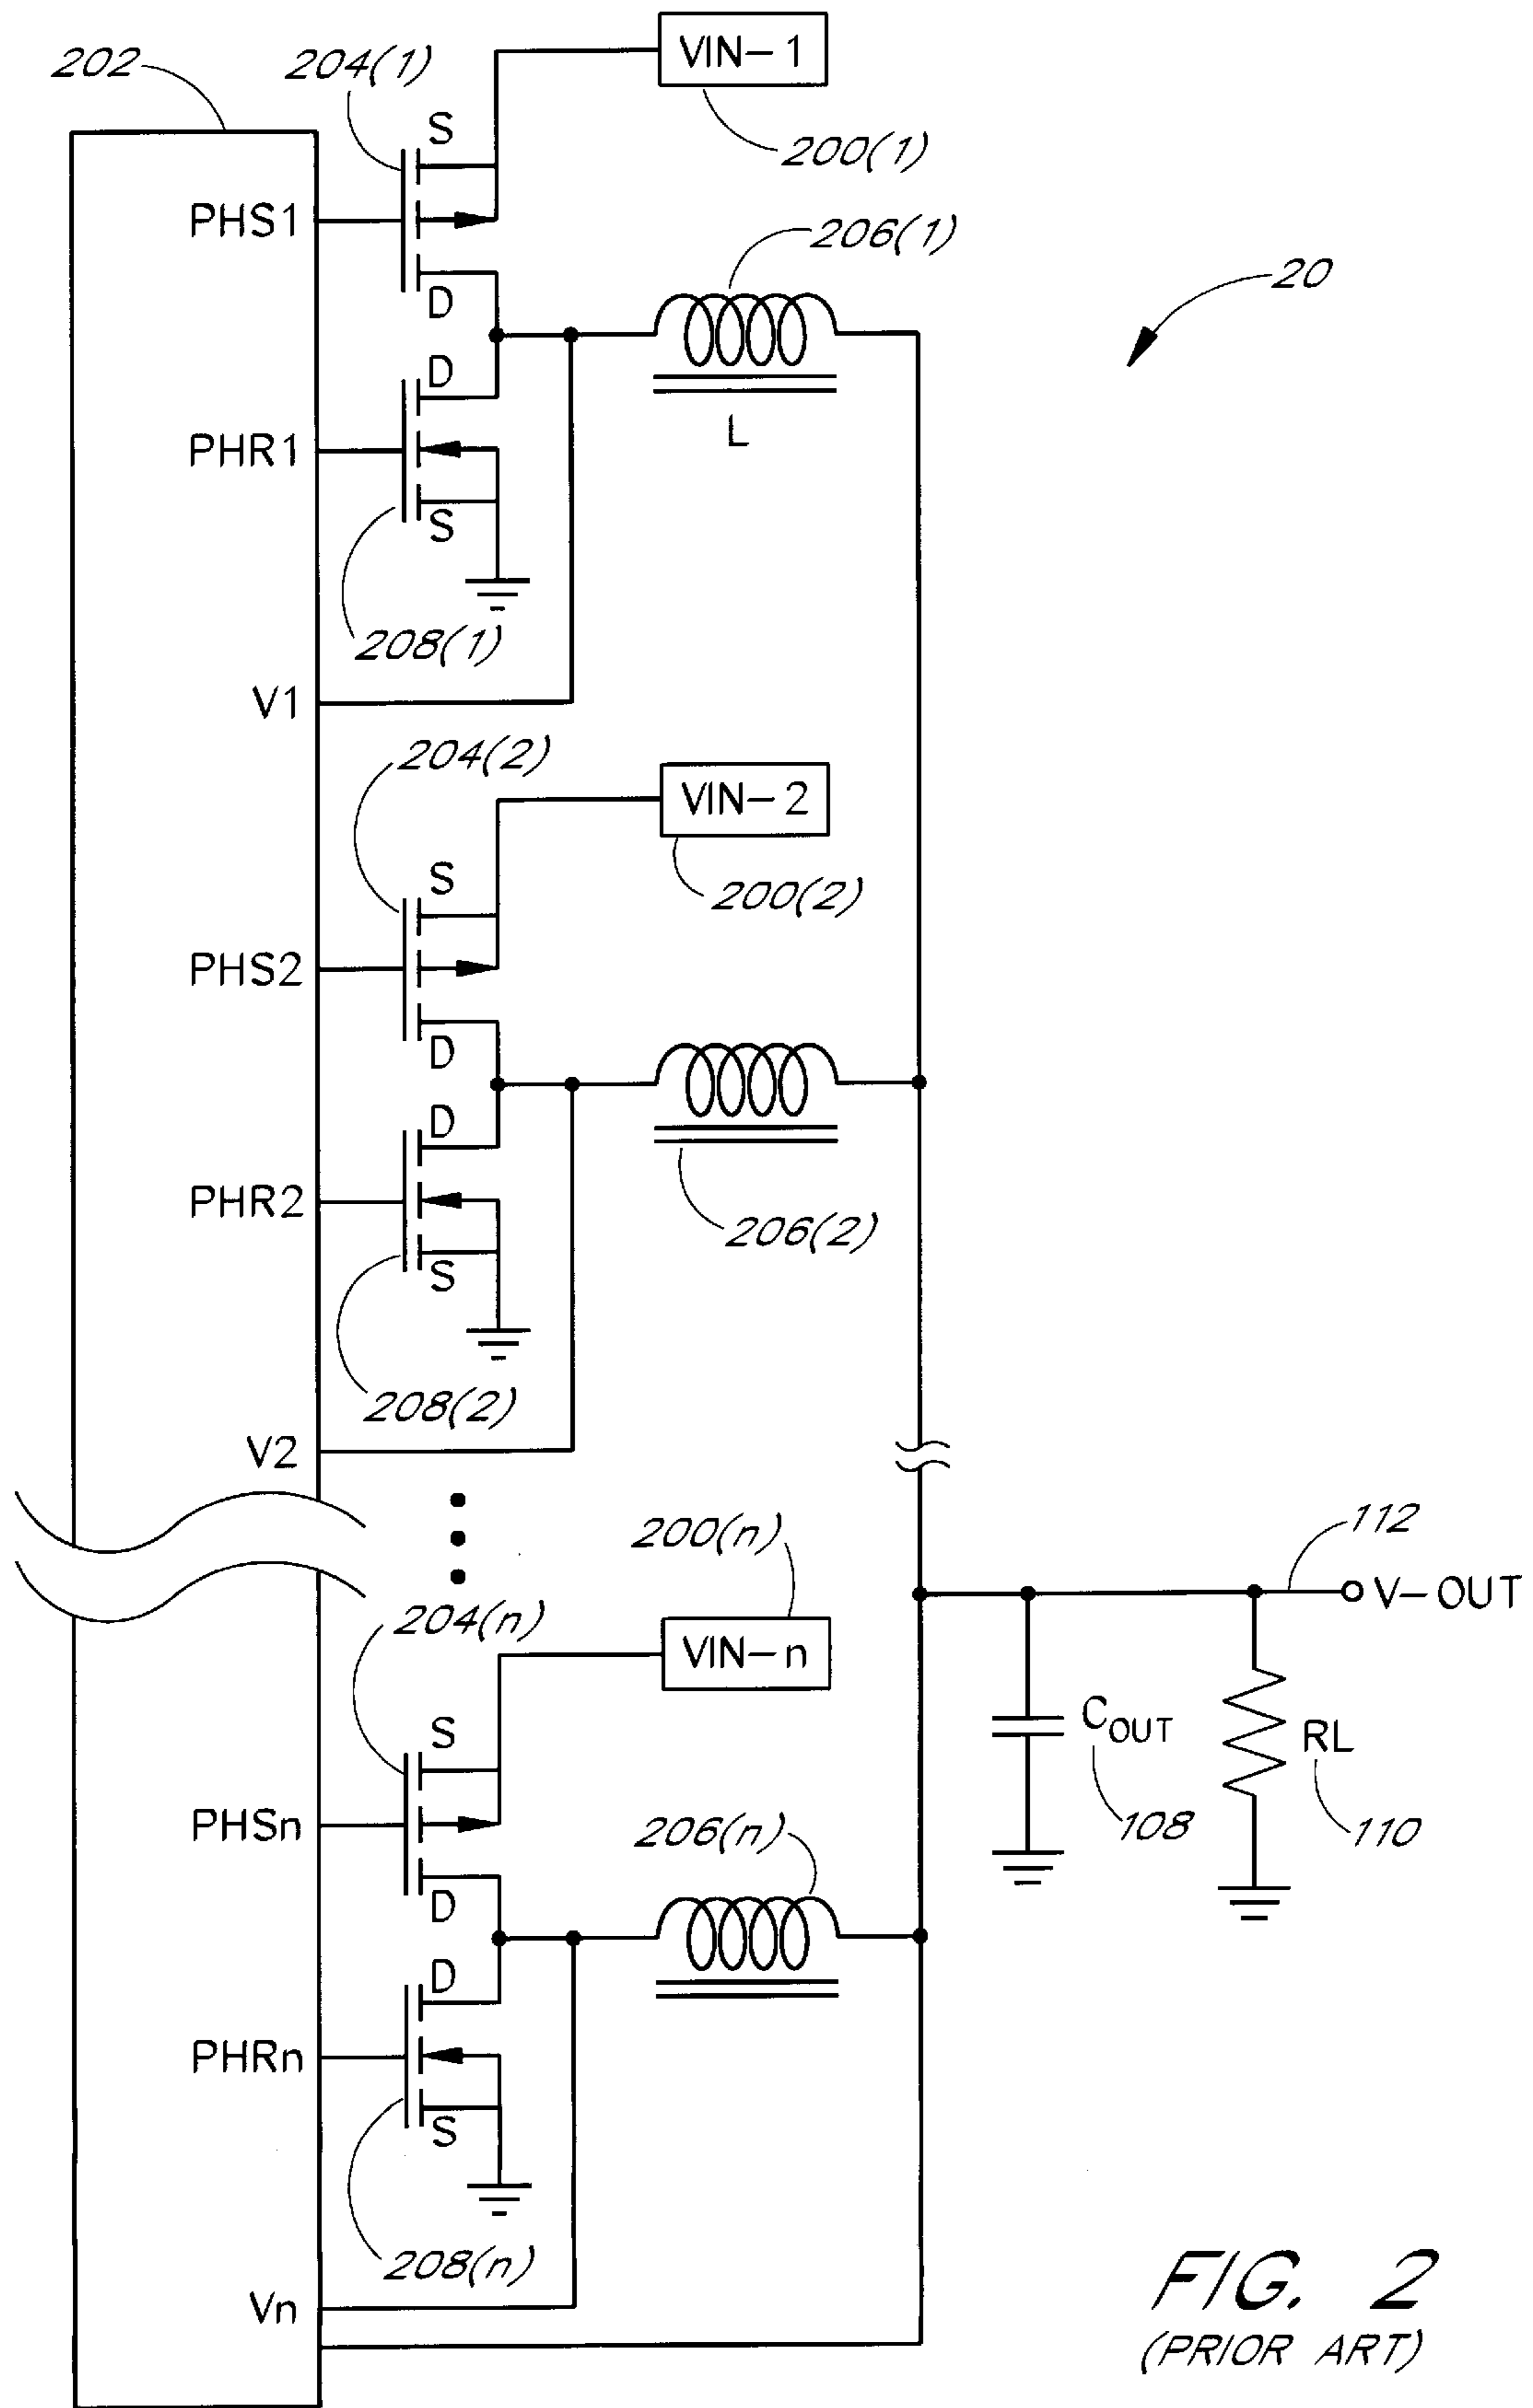 202
204(1)
VIN-1
200(1)
S
PHS1
206(1)
D
20
D
PHR1
L
S
208(1)
V1
204(2)
VIN-2
S
200(2)
PHS2
D
D
PHR2
206(2)
S
208(2)
V2
200(n)
112
V-OUT
204(n)
VIN-n
S
COUT
RL
PHSn
108
110
206(n)
D
D
PHRn
S
208(n)
Vn
FIG. 2
(PRIOR ART)